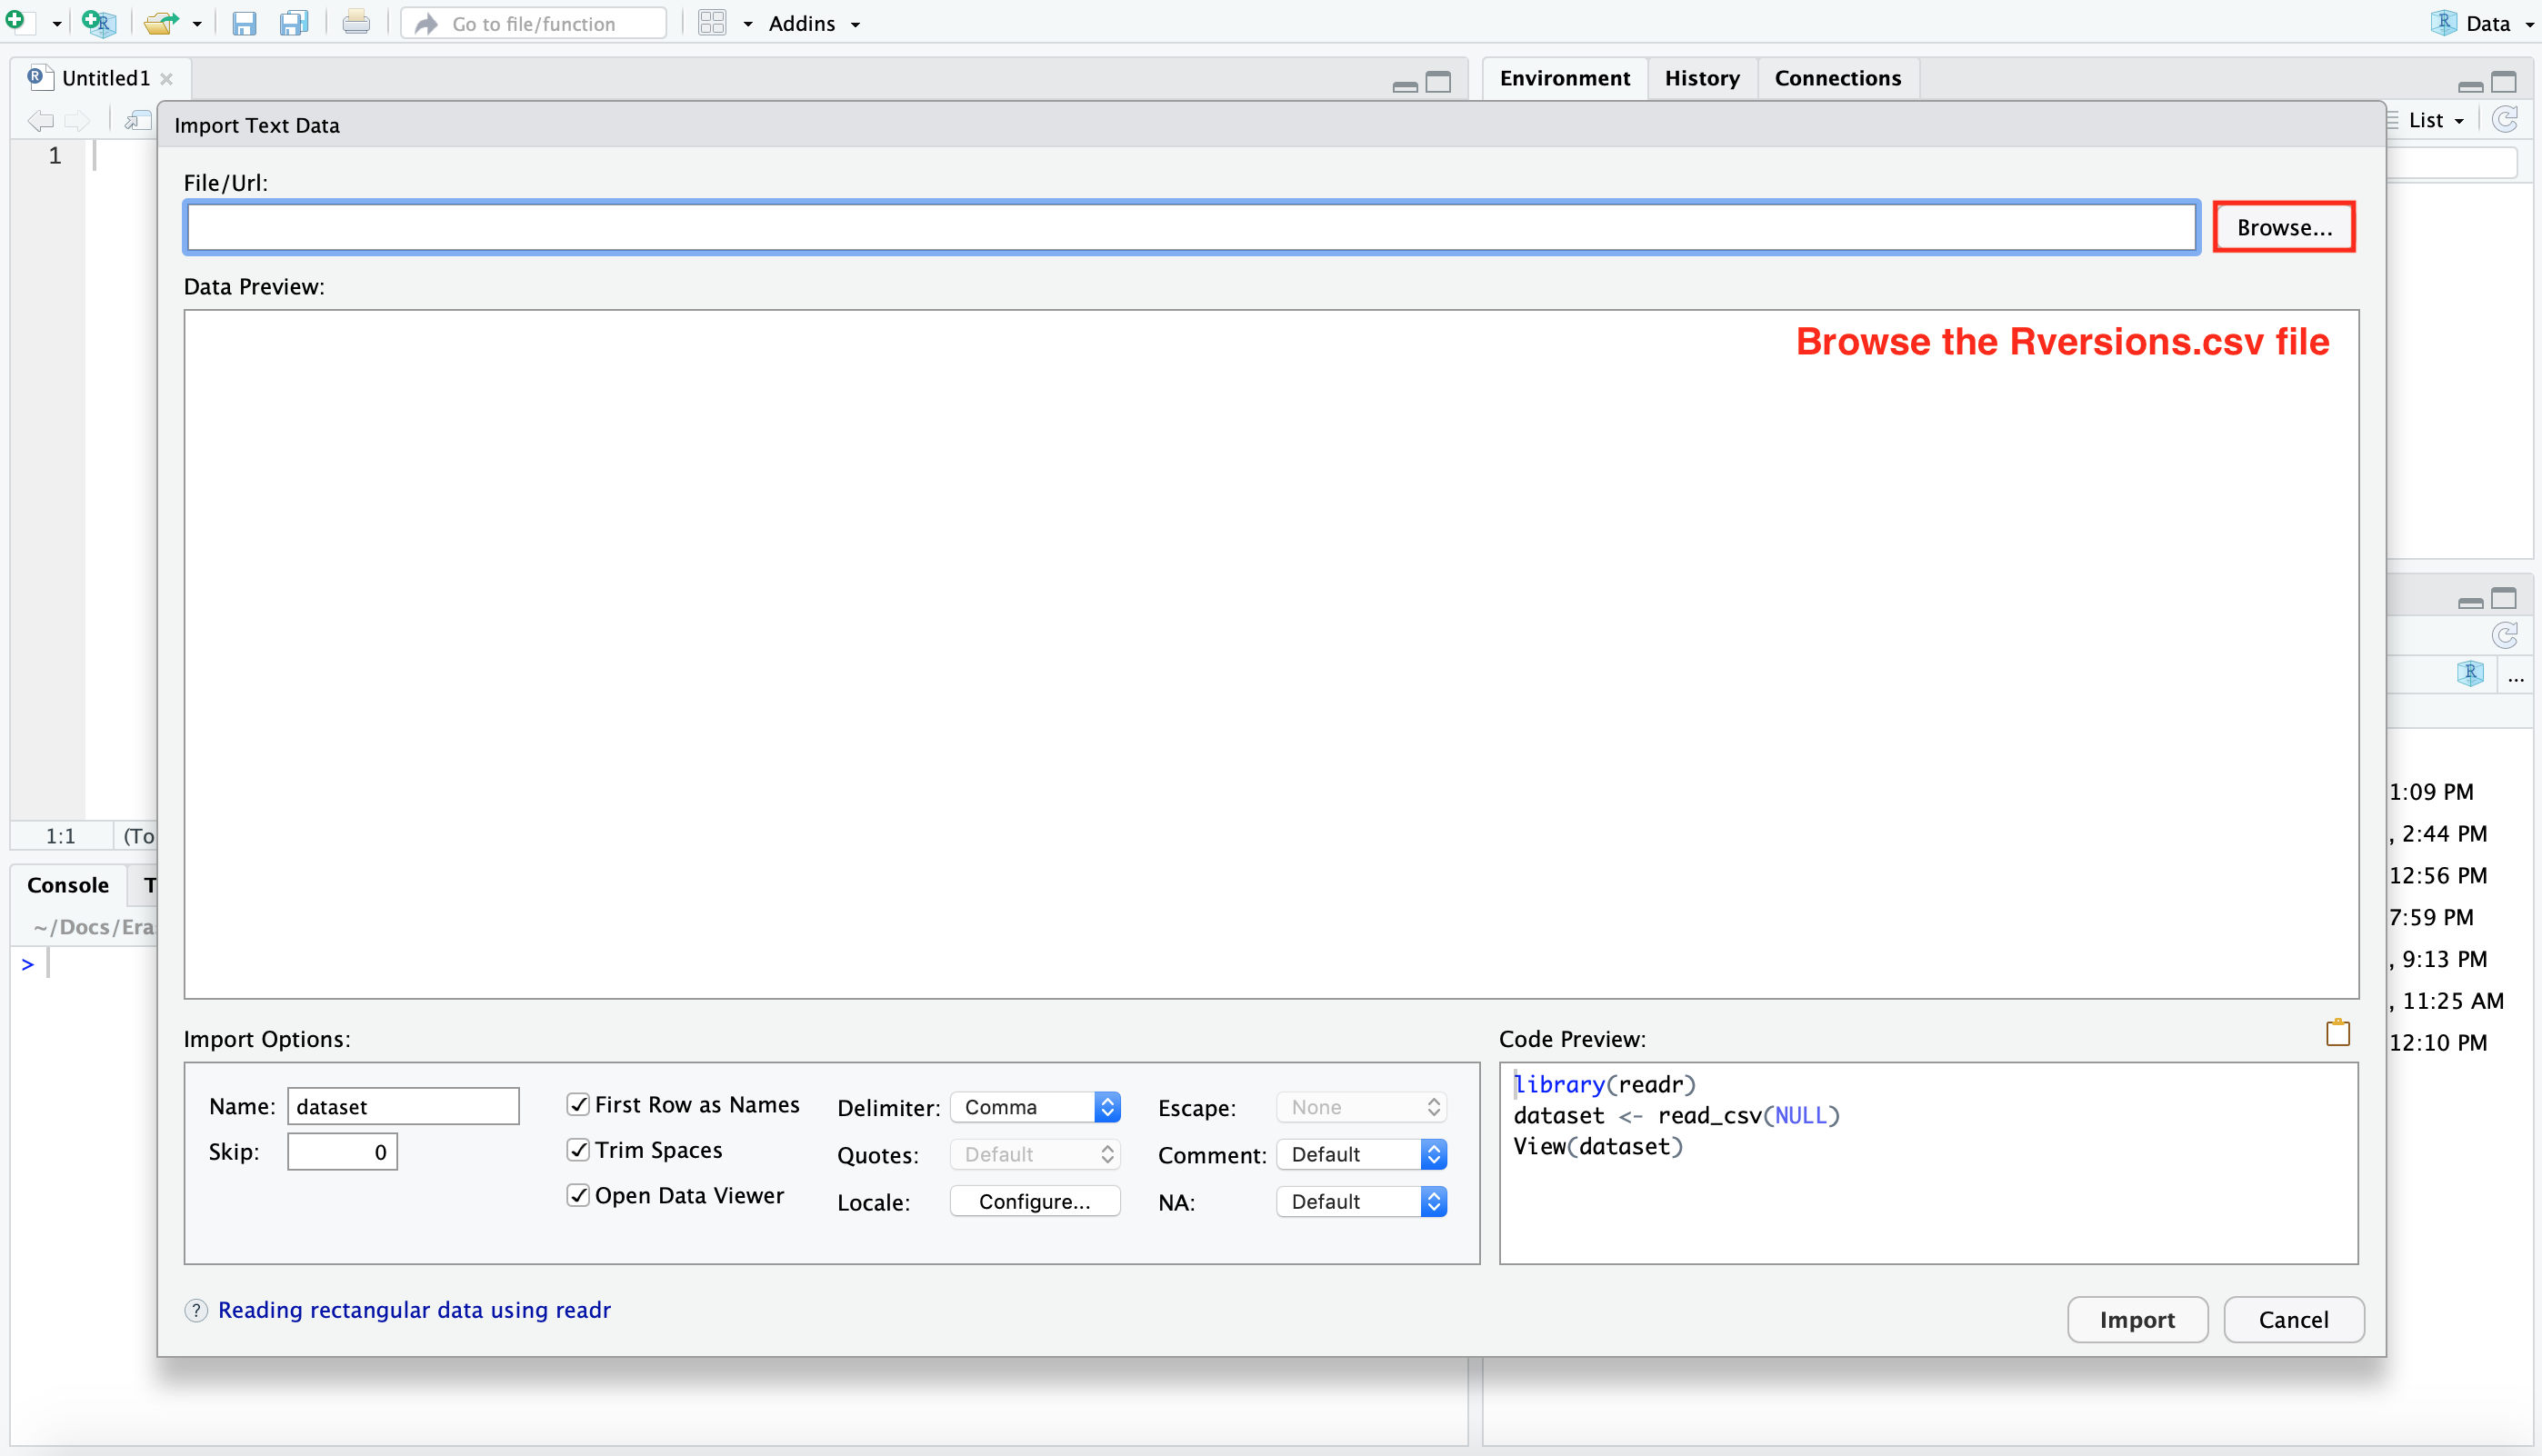 Go to file/function
Addins
Data
Untitled1
Environment
History
Connections
List
Import Text Data
1
File/Url:
Browse...
Data Preview:
Browse the Rversions.csv file
...
1:09 PM
, 2:44 PM
12:56 PM
7:59 PM
, 9:13 PM
, 11:25 AM
12:10 PM
1:1
(To
Console
T
~/Docs/Era
>
Import Options:
Name:
dataset
Skip:
0
First Row as Names
Trim Spaces
Open Data Viewer
Delimiter:
Comma
Quotes:
Default
Locale:
Configure...
Escape:
None
Comment:
Default
NA:
Default
Code Preview:
library(readr)
dataset <- read_csv(NULL)
View(dataset)
? Reading rectangular data using readr
Import
Cancel